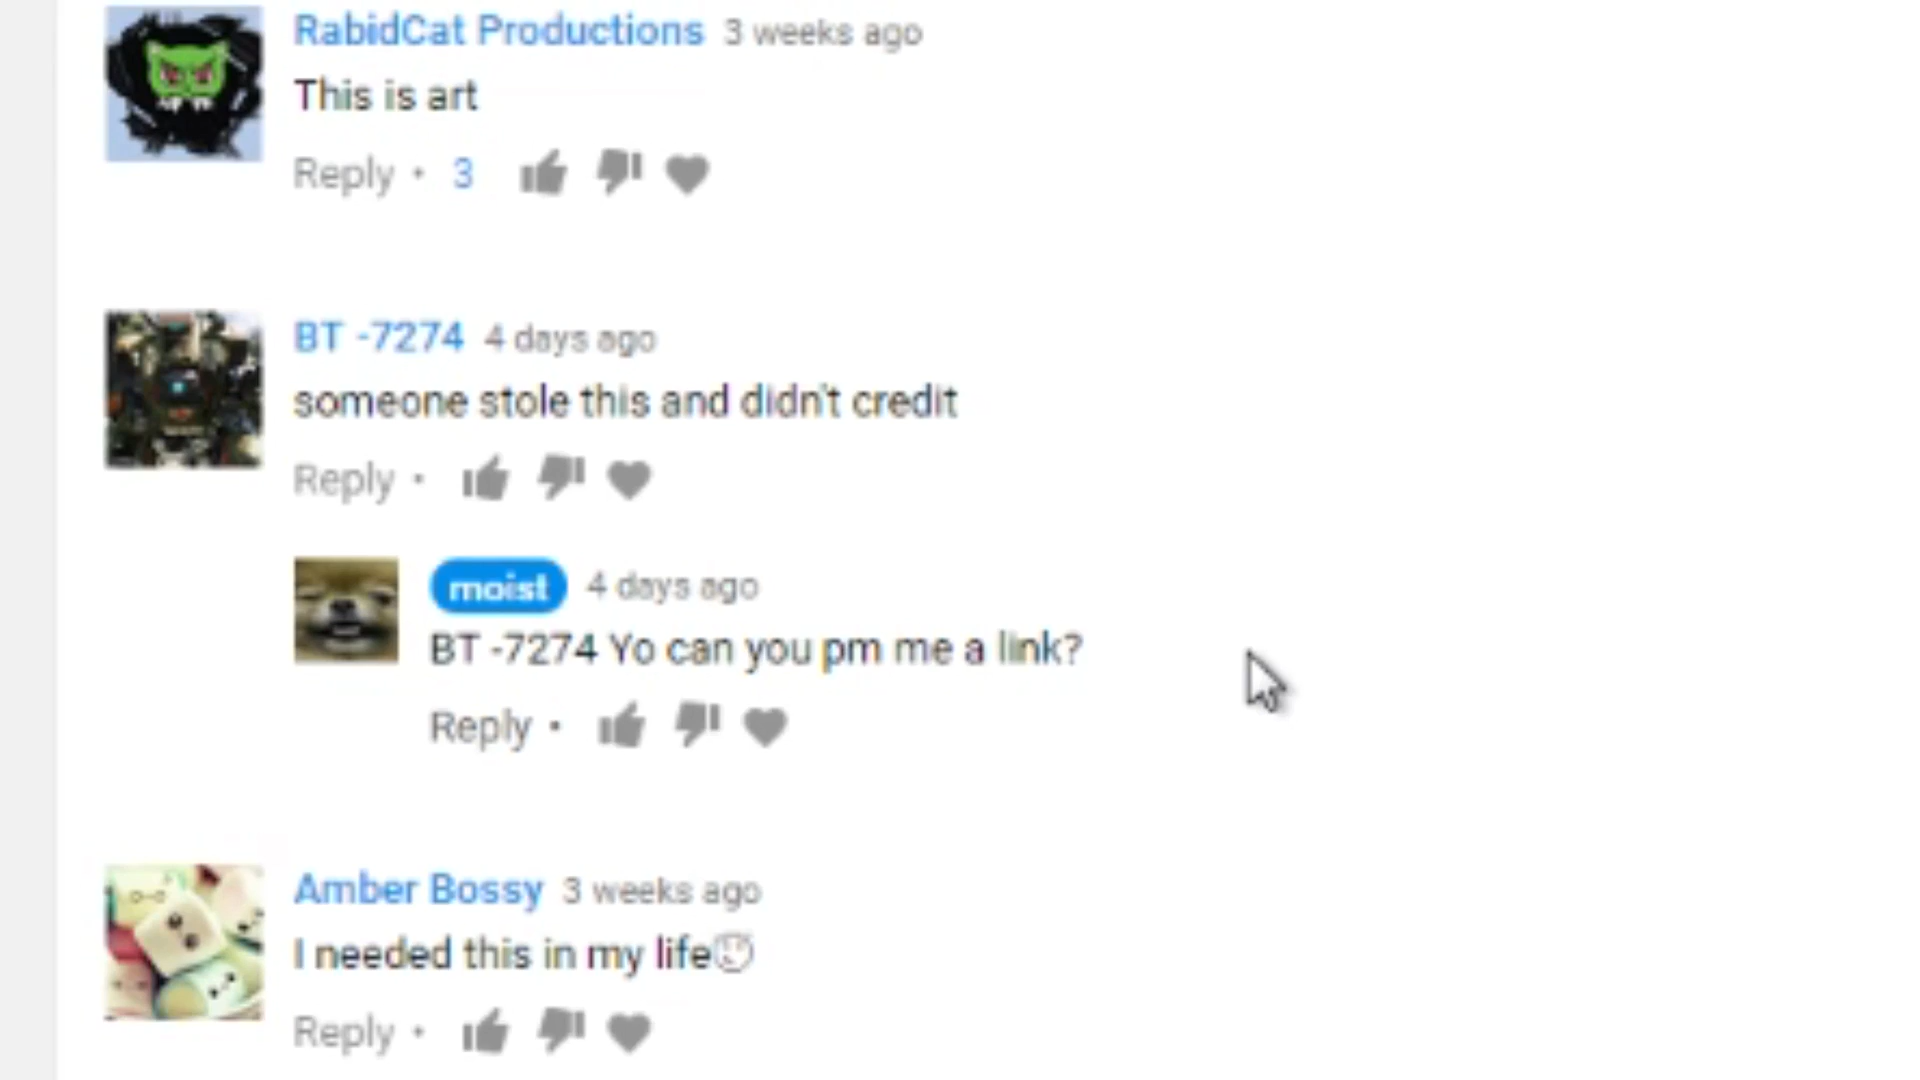 RabidCat Productions 3 weeks ago
This is art
Reply • 3
BT -7274 4 days ago
someone stole this and didn't credit
Reply •
moist 4 days ago
BT -7274 Yo can you pm me a link?
Reply •
Amber Bossy 3 weeks ago
I needed this in my life
Reply •